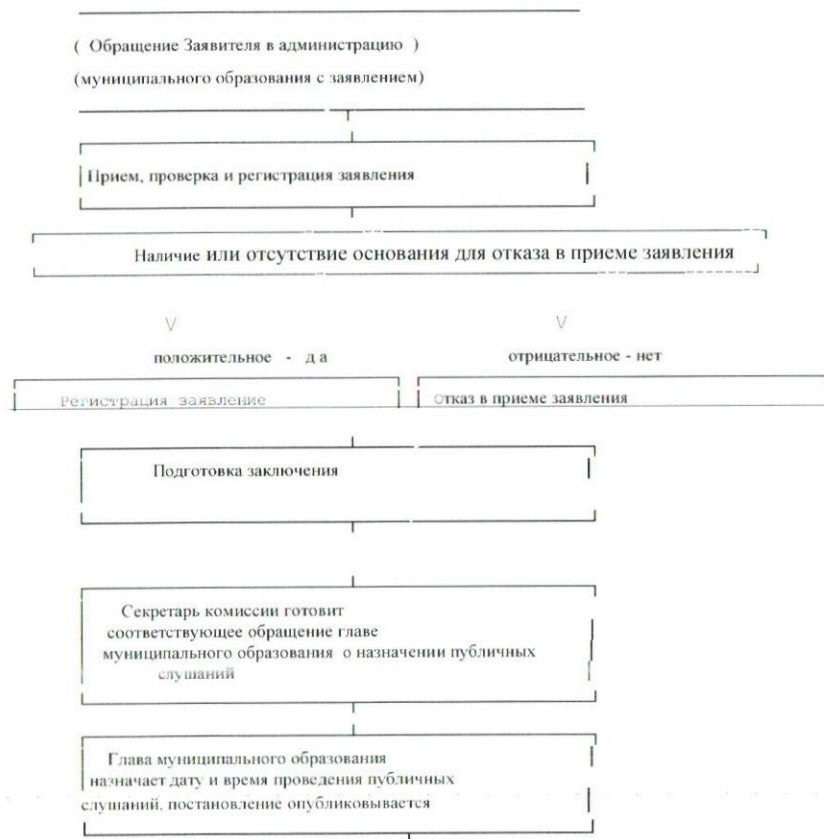 ( Обращение Заявителя в администрацию )
(муниципального образования с заявлением)
Прием, проверка и регистрация заявления
Наличие или отсутствие основания для отказа в приеме заявления
V V
положительное - д а отрицательное - нет
Регистрация заявление Отказ в приеме заявления
Подготовка заключения
Секретарь комиссии готовит
соответствующее обращение главе
муниципального образования о назначении публичных
слушаний
Глава муниципального образования
назначает дату и время проведения публичных
слушаний, постановление опубликовывается